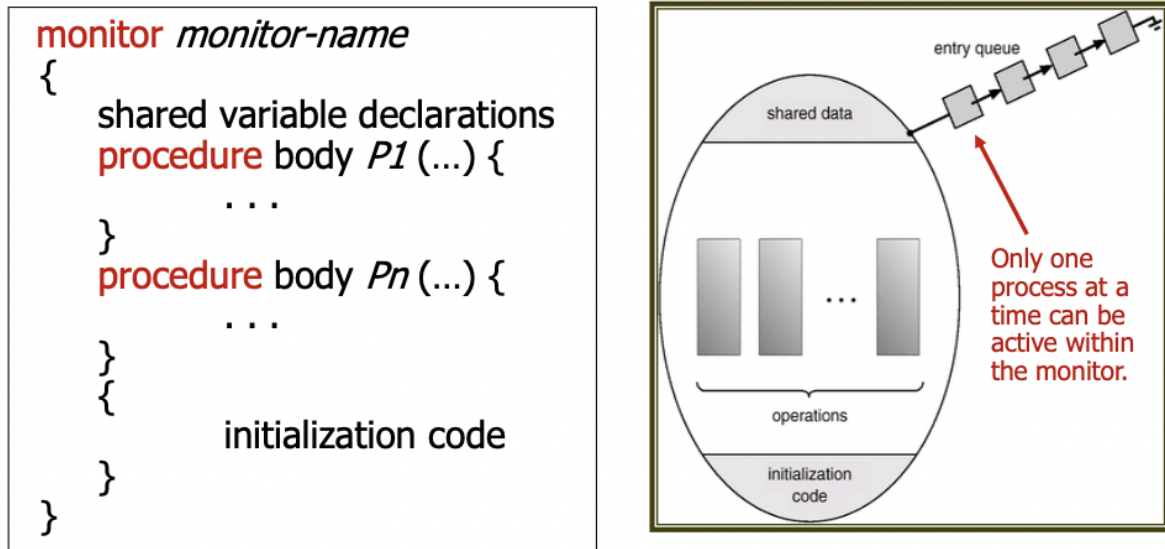 monitor monitor-name
{
shared variable declarations
procedure body P1 (...) {
. . .
}
procedure body Pn (...) {
. . .
}
{
initialization code
}
}
entry queue
shared data
...
operations
initialization
code
Only one
process at a
time can be
active within
the monitor.